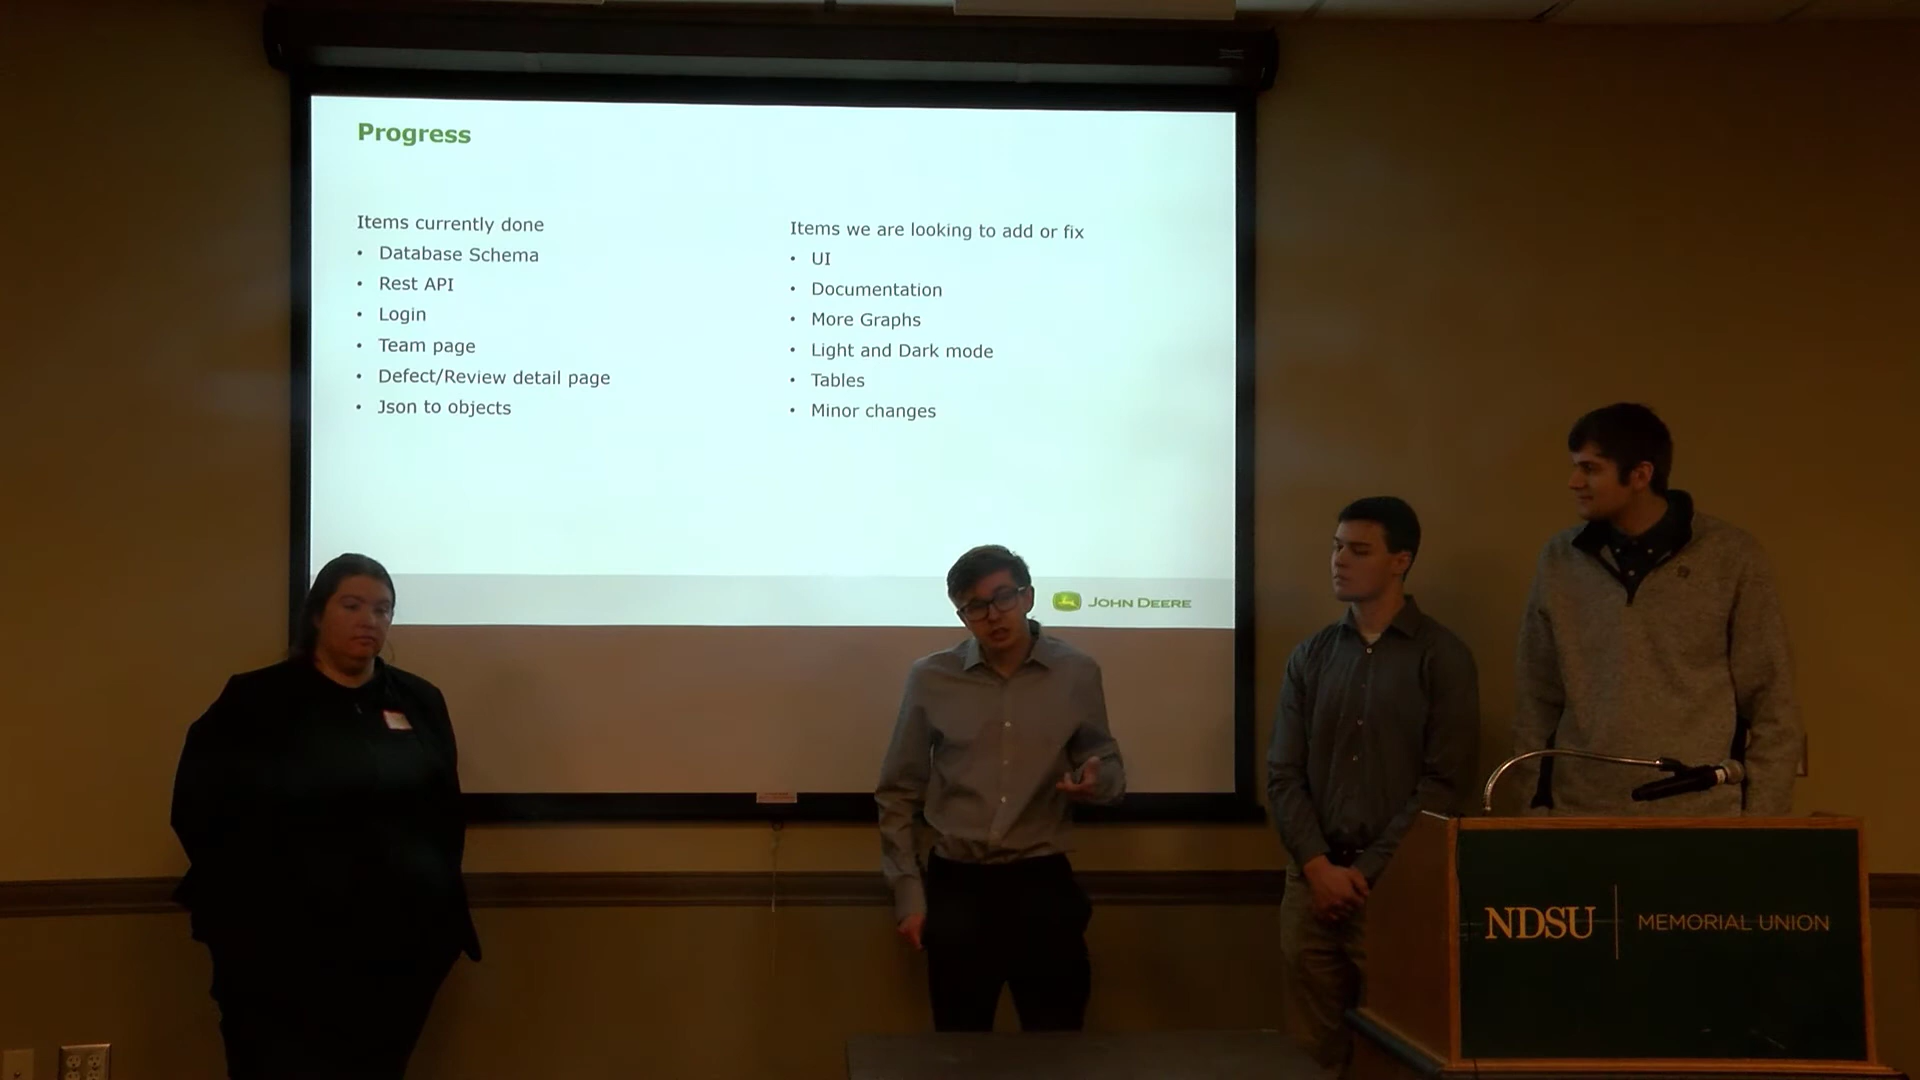 Progress
Items currently done
• Database Schema
• Rest API
• Login
• Team page
• Defect/Review detail page
• Json to objects
Items we are looking to add or fix
• UI
• Documentation
• More Graphs
• Light and Dark mode
• Tables
• Minor changes
JOHN DEERE
NDSU | MEMORIAL UNION